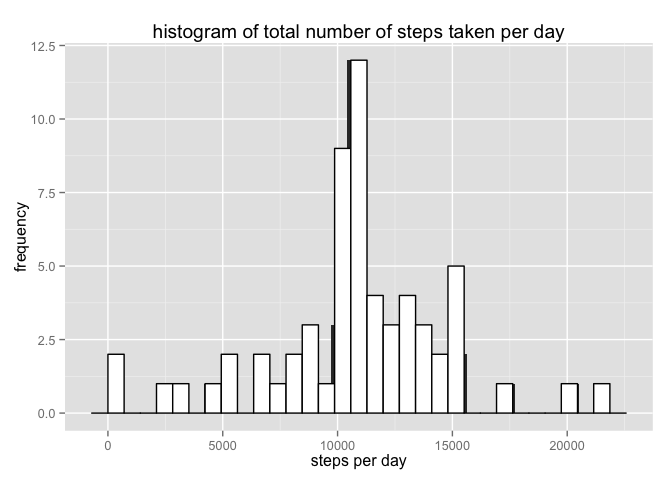 histogram of total number of steps taken per day
12.5
10.0
7.5
5.0
2.5
0.0
frequency
0 5000 10000 15000 20000
steps per day